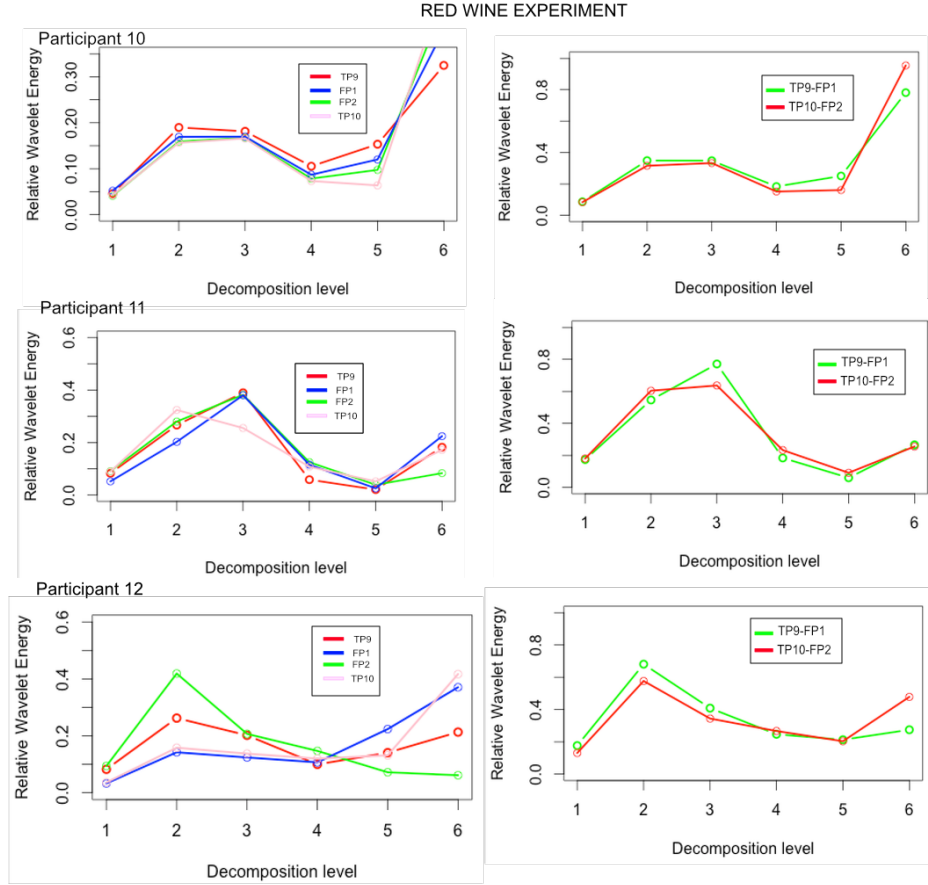 RED WINE EXPERIMENT
Participant 10
Relative Wavelet Energy
0.00
0.10
0.20
0.30
TP9
FP1
FP2
TP10
1 2 3 4 5 6
Decomposition level
Relative Wavelet Energy
0.0
0.4
0.8
TP9-FP1
TP10-FP2
1 2 3 4 5 6
Decomposition level
Participant 11
Relative Wavelet Energy
0.0
0.2
0.4
0.6
TP9
FP1
FP2
TP10
1 2 3 4 5 6
Decomposition level
Relative Wavelet Energy
0.0
0.4
0.8
TP9-FP1
TP10-FP2
1 2 3 4 5 6
Decomposition level
Participant 12
Relative Wavelet Energy
0.0
0.2
0.4
0.6
TP9
FP1
FP2
TP10
1 2 3 4 5 6
Decomposition level
Relative Wavelet Energy
0.0
0.4
0.8
TP9-FP1
TP10-FP2
1 2 3 4 5 6
Decomposition level